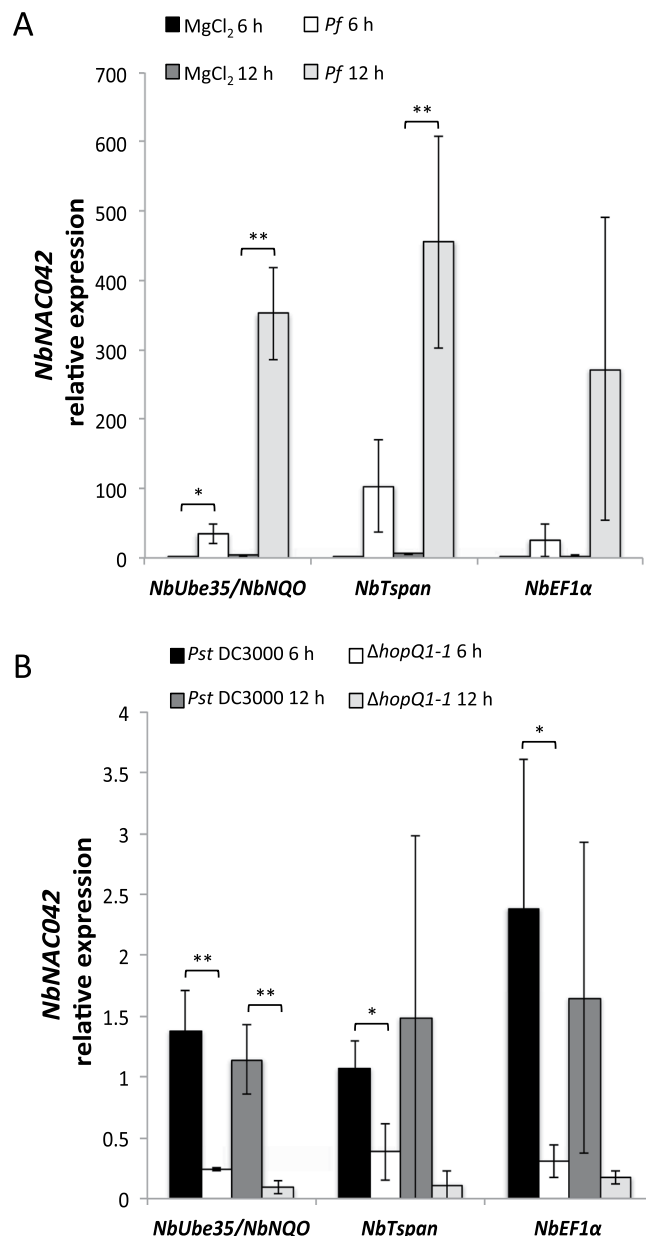 A
MgCl2 6 h
Pf 6 h
MgCl2 12 h
Pf 12 h
NbNAC042
relative expression
700
600
500
400
300
200
100
0
**
**
*
NbUbe35/NbNQO
NbTspan
NbEF1α
B
Pst DC3000 6 h
ΔhopQ1-1 6 h
Pst DC3000 12 h
ΔhopQ1-1 12 h
NbNAC042
relative expression
4
3.5
3
2.5
2
1.5
1
0.5
0
*
**
**
*
NbUbe35/NbNQO
NbTspan
NbEF1α